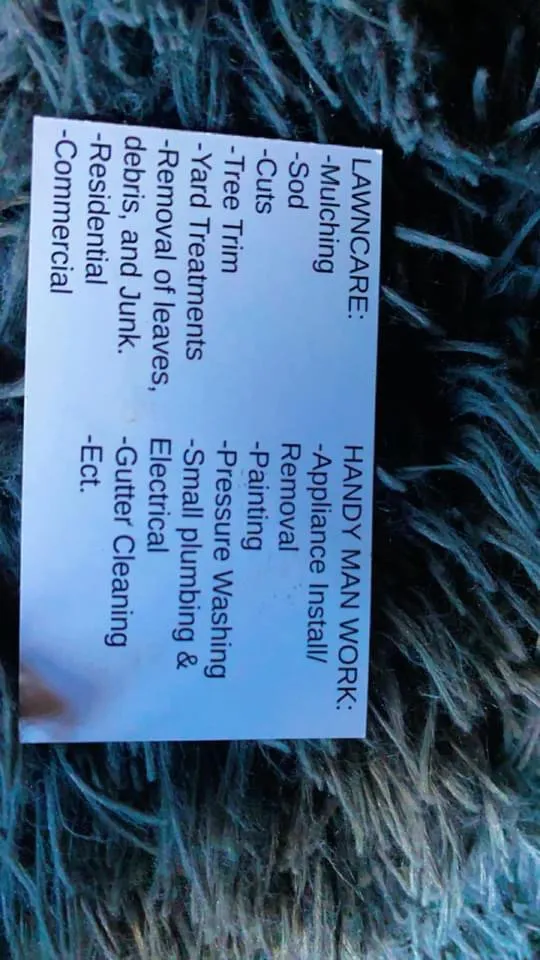 LAWNCARE:
-Mulching
-Sod
-Cuts
-Tree Trim
-Yard Treatments
-Removal of leaves,
debris, and Junk.
-Residential
-Commercial
HANDY MAN WORK:
-Appliance Install/
Removal
-Painting
-Pressure Washing
-Small plumbing &
Electrical
-Gutter Cleaning
-Ect.